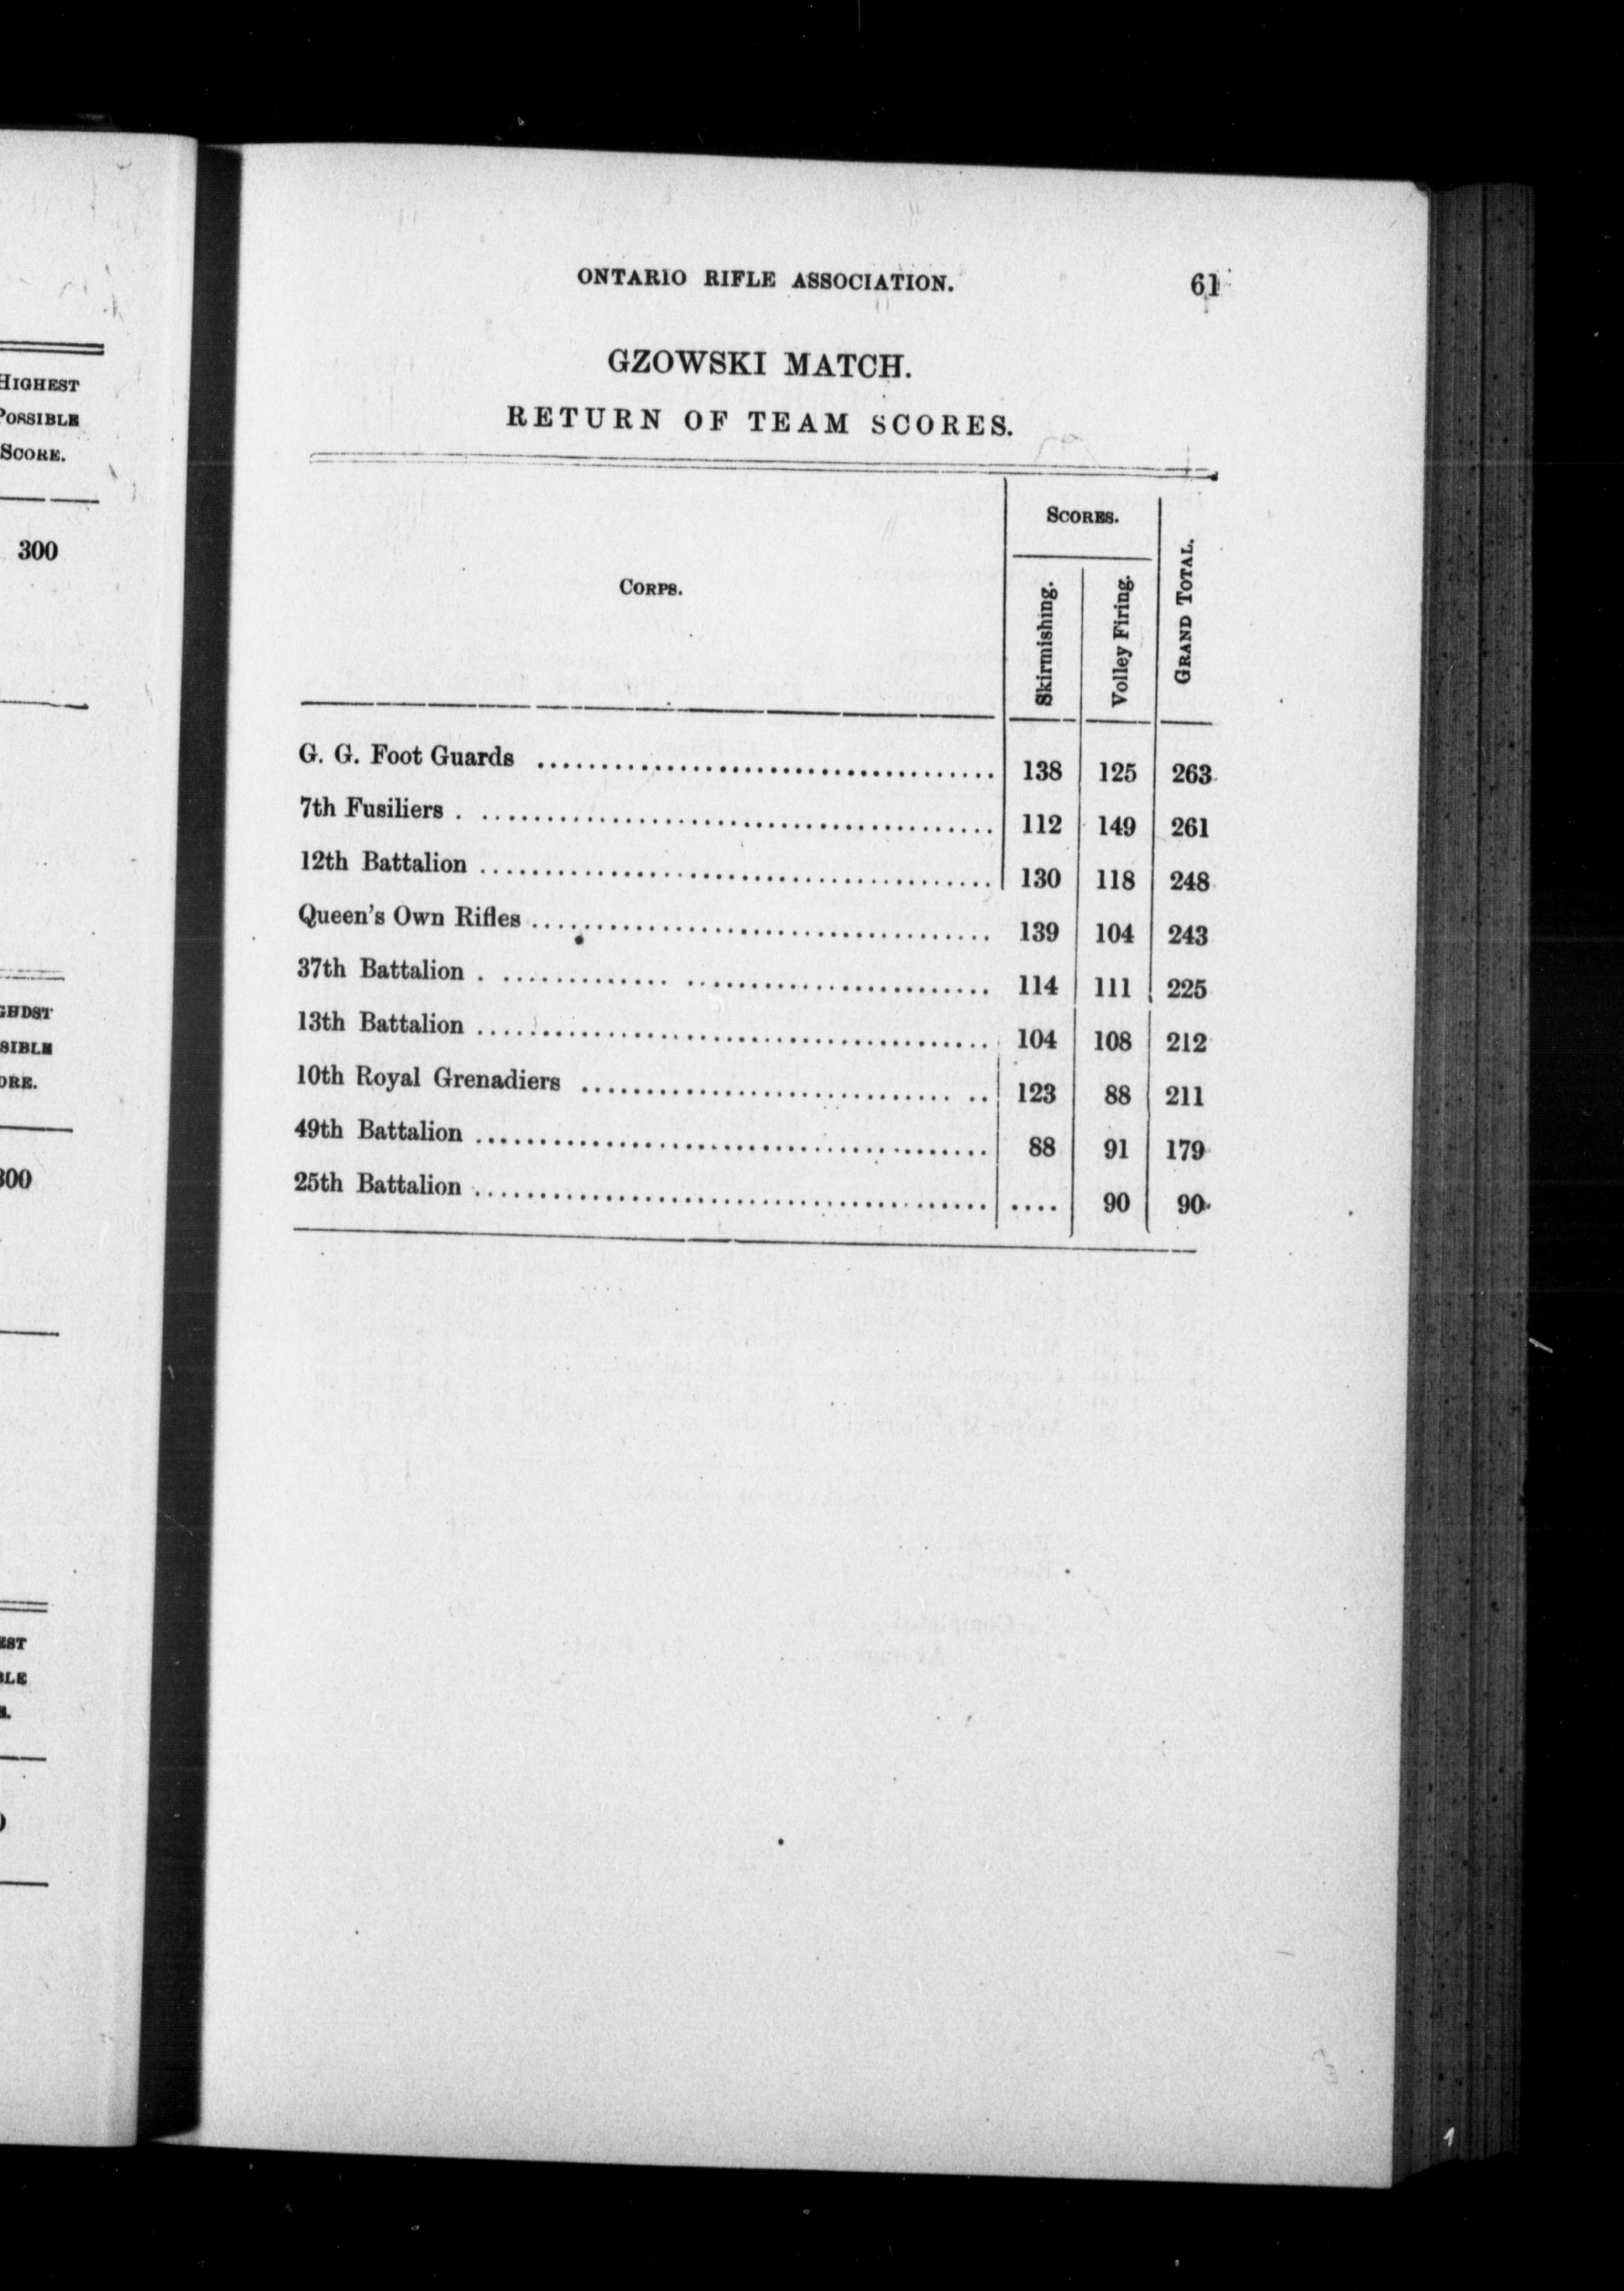 HIGHEST
POSSIBLE
SCORE.
300
300
ONTARIO RIFLE ASSOCIATION. 61
GZOWSKI MATCH.
RETURN OF TEAM SCORES.
CORPS.
SCORES.
Skirmishing.
Volley Firing.
GRAND TOTAL.
G. G. Foot Guards .................................... 138 125 263
7th Fusiliers . ........................................ 112 149 261
12th Battalion ........................................ 130 118 248
Queen's Own Rifles .................................... 139 104 243
37th Battalion . ............. ........................ 114 111 225
13th Battalion ........................................ 104 108 212
10th Royal Grenadiers ............................. .. 123 88 211
49th Battalion ........................................ 88 91 179
25th Battalion ........................................ .... 90 90